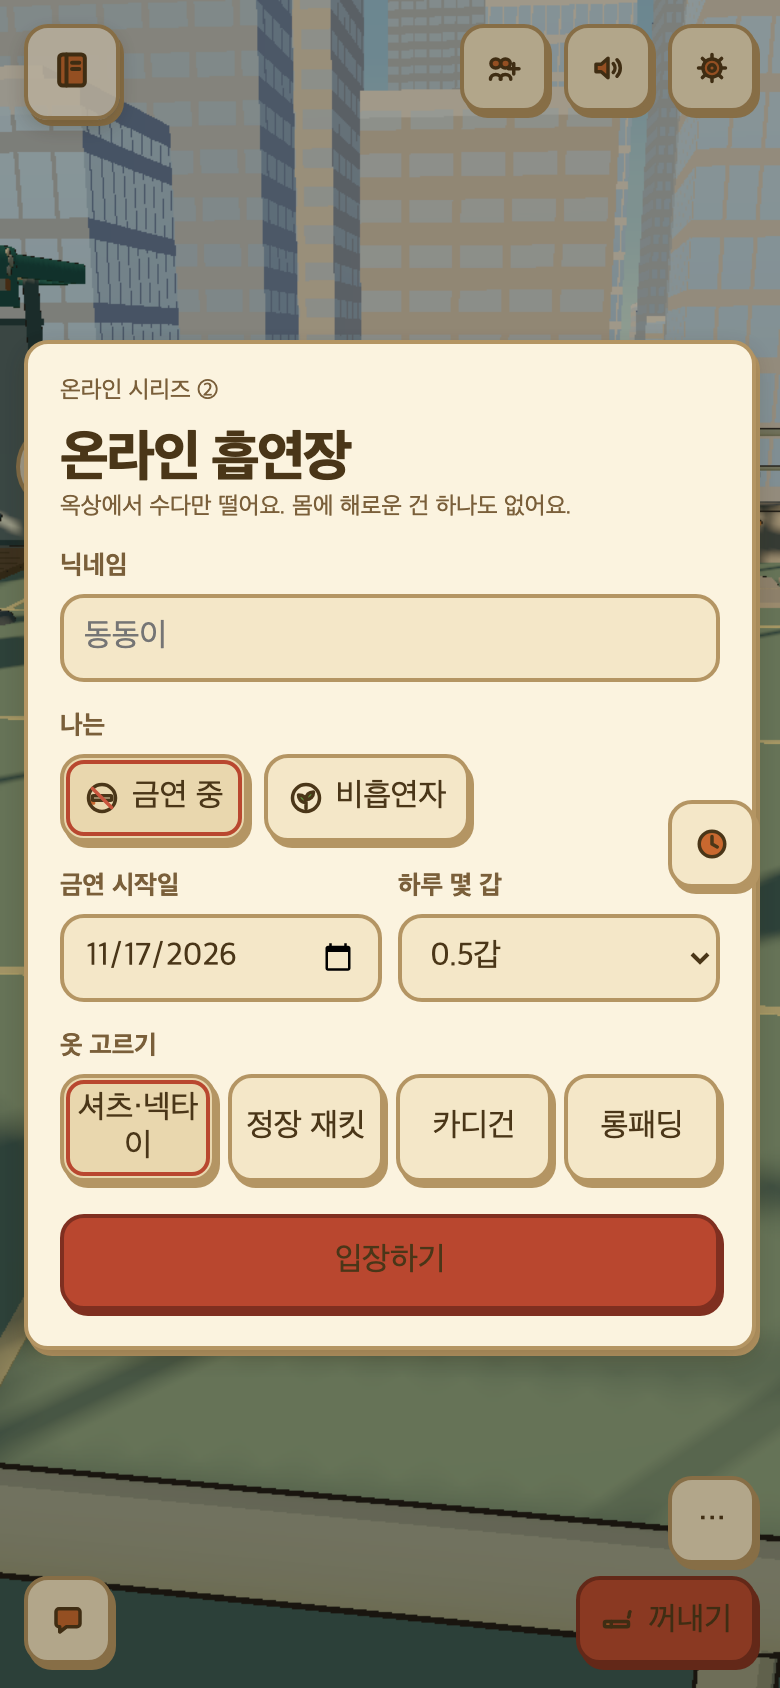 온라인 시리즈 ②
온라인 흡연장
옥상에서 수다만 떨어요. 몸에 해로운 건 하나도 없어요.
닉네임
동동이
나는
금연 중
비흡연자
금연 시작일
하루 몇 갑
11/17/2026
0.5갑
옷 고르기
셔츠·넥타
이
정장 재킷
카디건
롱패딩
입장하기
...
꺼내기